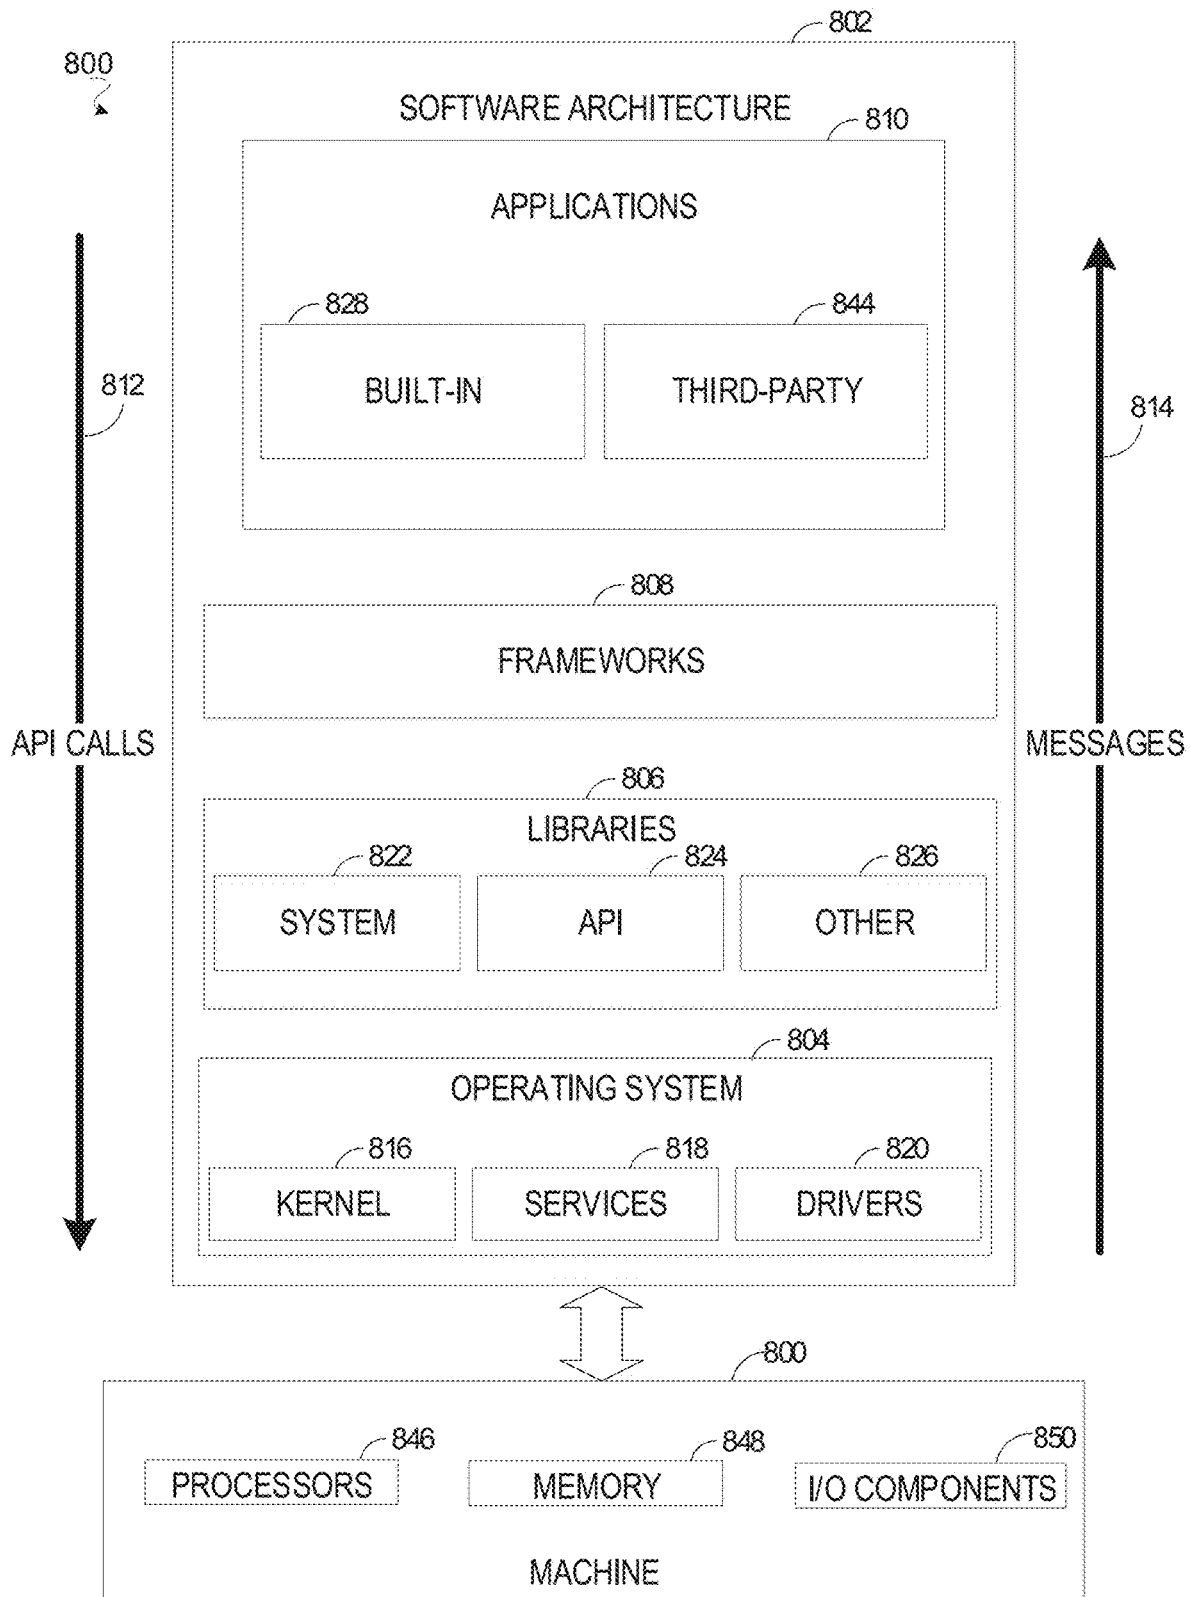 802
800
SOFTWARE ARCHITECTURE
810
APPLICATIONS
828
844
BUILT-IN
THIRD-PARTY
812
814
808
FRAMEWORKS
API CALLS
MESSAGES
806
LIBRARIES
822
824
826
SYSTEM
API
OTHER
804
OPERATING SYSTEM
816
818
820
KERNEL
SERVICES
DRIVERS
800
846
848
850
PROCESSORS
MEMORY
I/O COMPONENTS
MACHINE